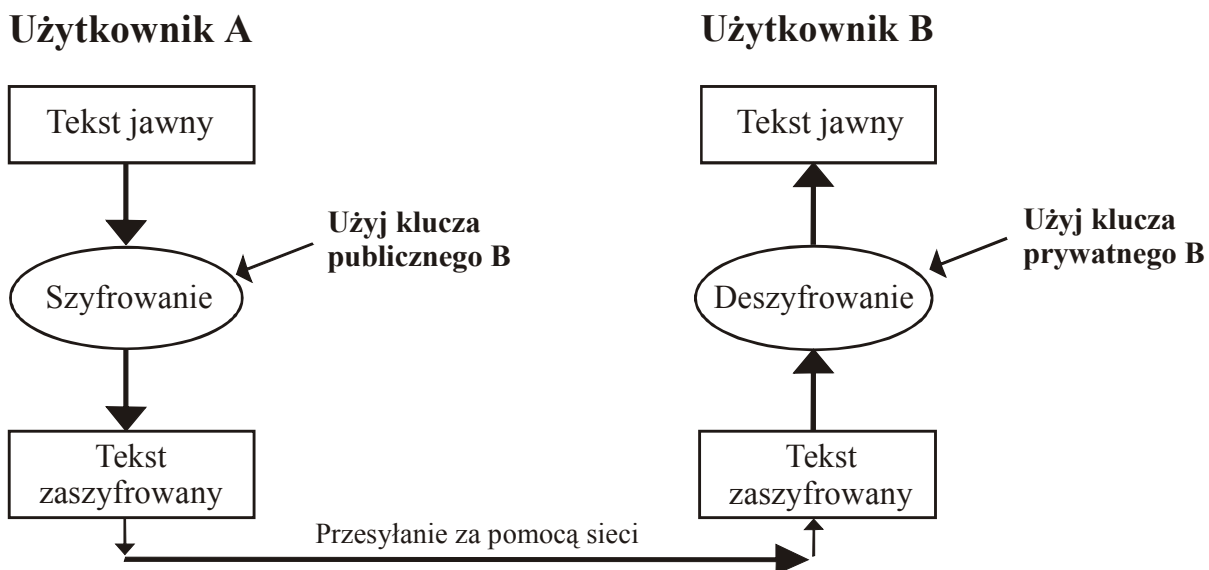 Użytkownik A
Tekst jawny
Użyj klucza
publicznego B
Szyfrowanie
Tekst
zaszyfrowany
Przesyłanie za pomocą sieci
Użytkownik B
Tekst jawny
Użyj klucza
prywatnego B
Deszyfrowanie
Tekst
zaszyfrowany